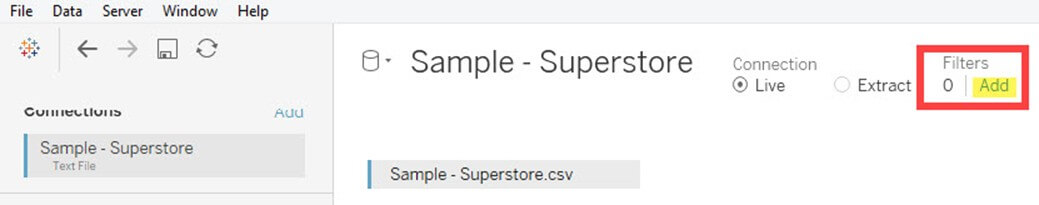 File Data Server Window Help
Connections Add
Sample - Superstore
Text File
Sample - Superstore
Connection
Live Extract
Filters
0 Add
Sample - Superstore.csv